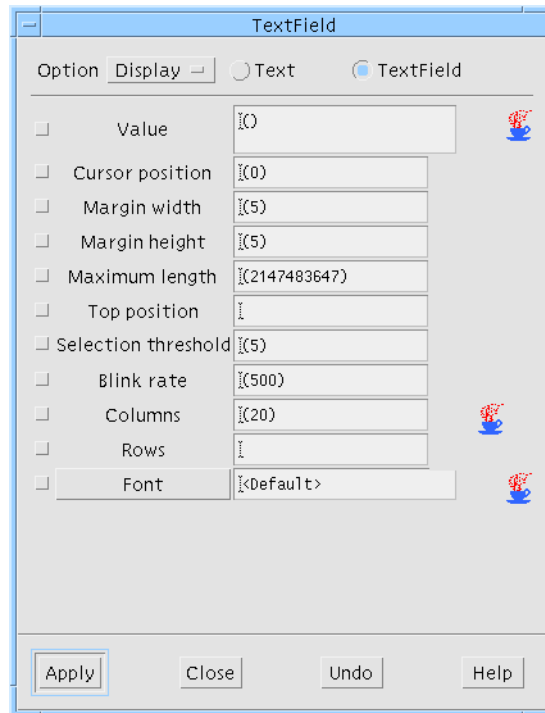 TextField
Option Display Text TextField
Value ()
Cursor position (0)
Margin width (5)
Margin height (5)
Maximum length (2147483647)
Top position
Selection threshold (5)
Blink rate (500)
Columns (20)
Rows
Font <Default>
Apply Close Undo Help